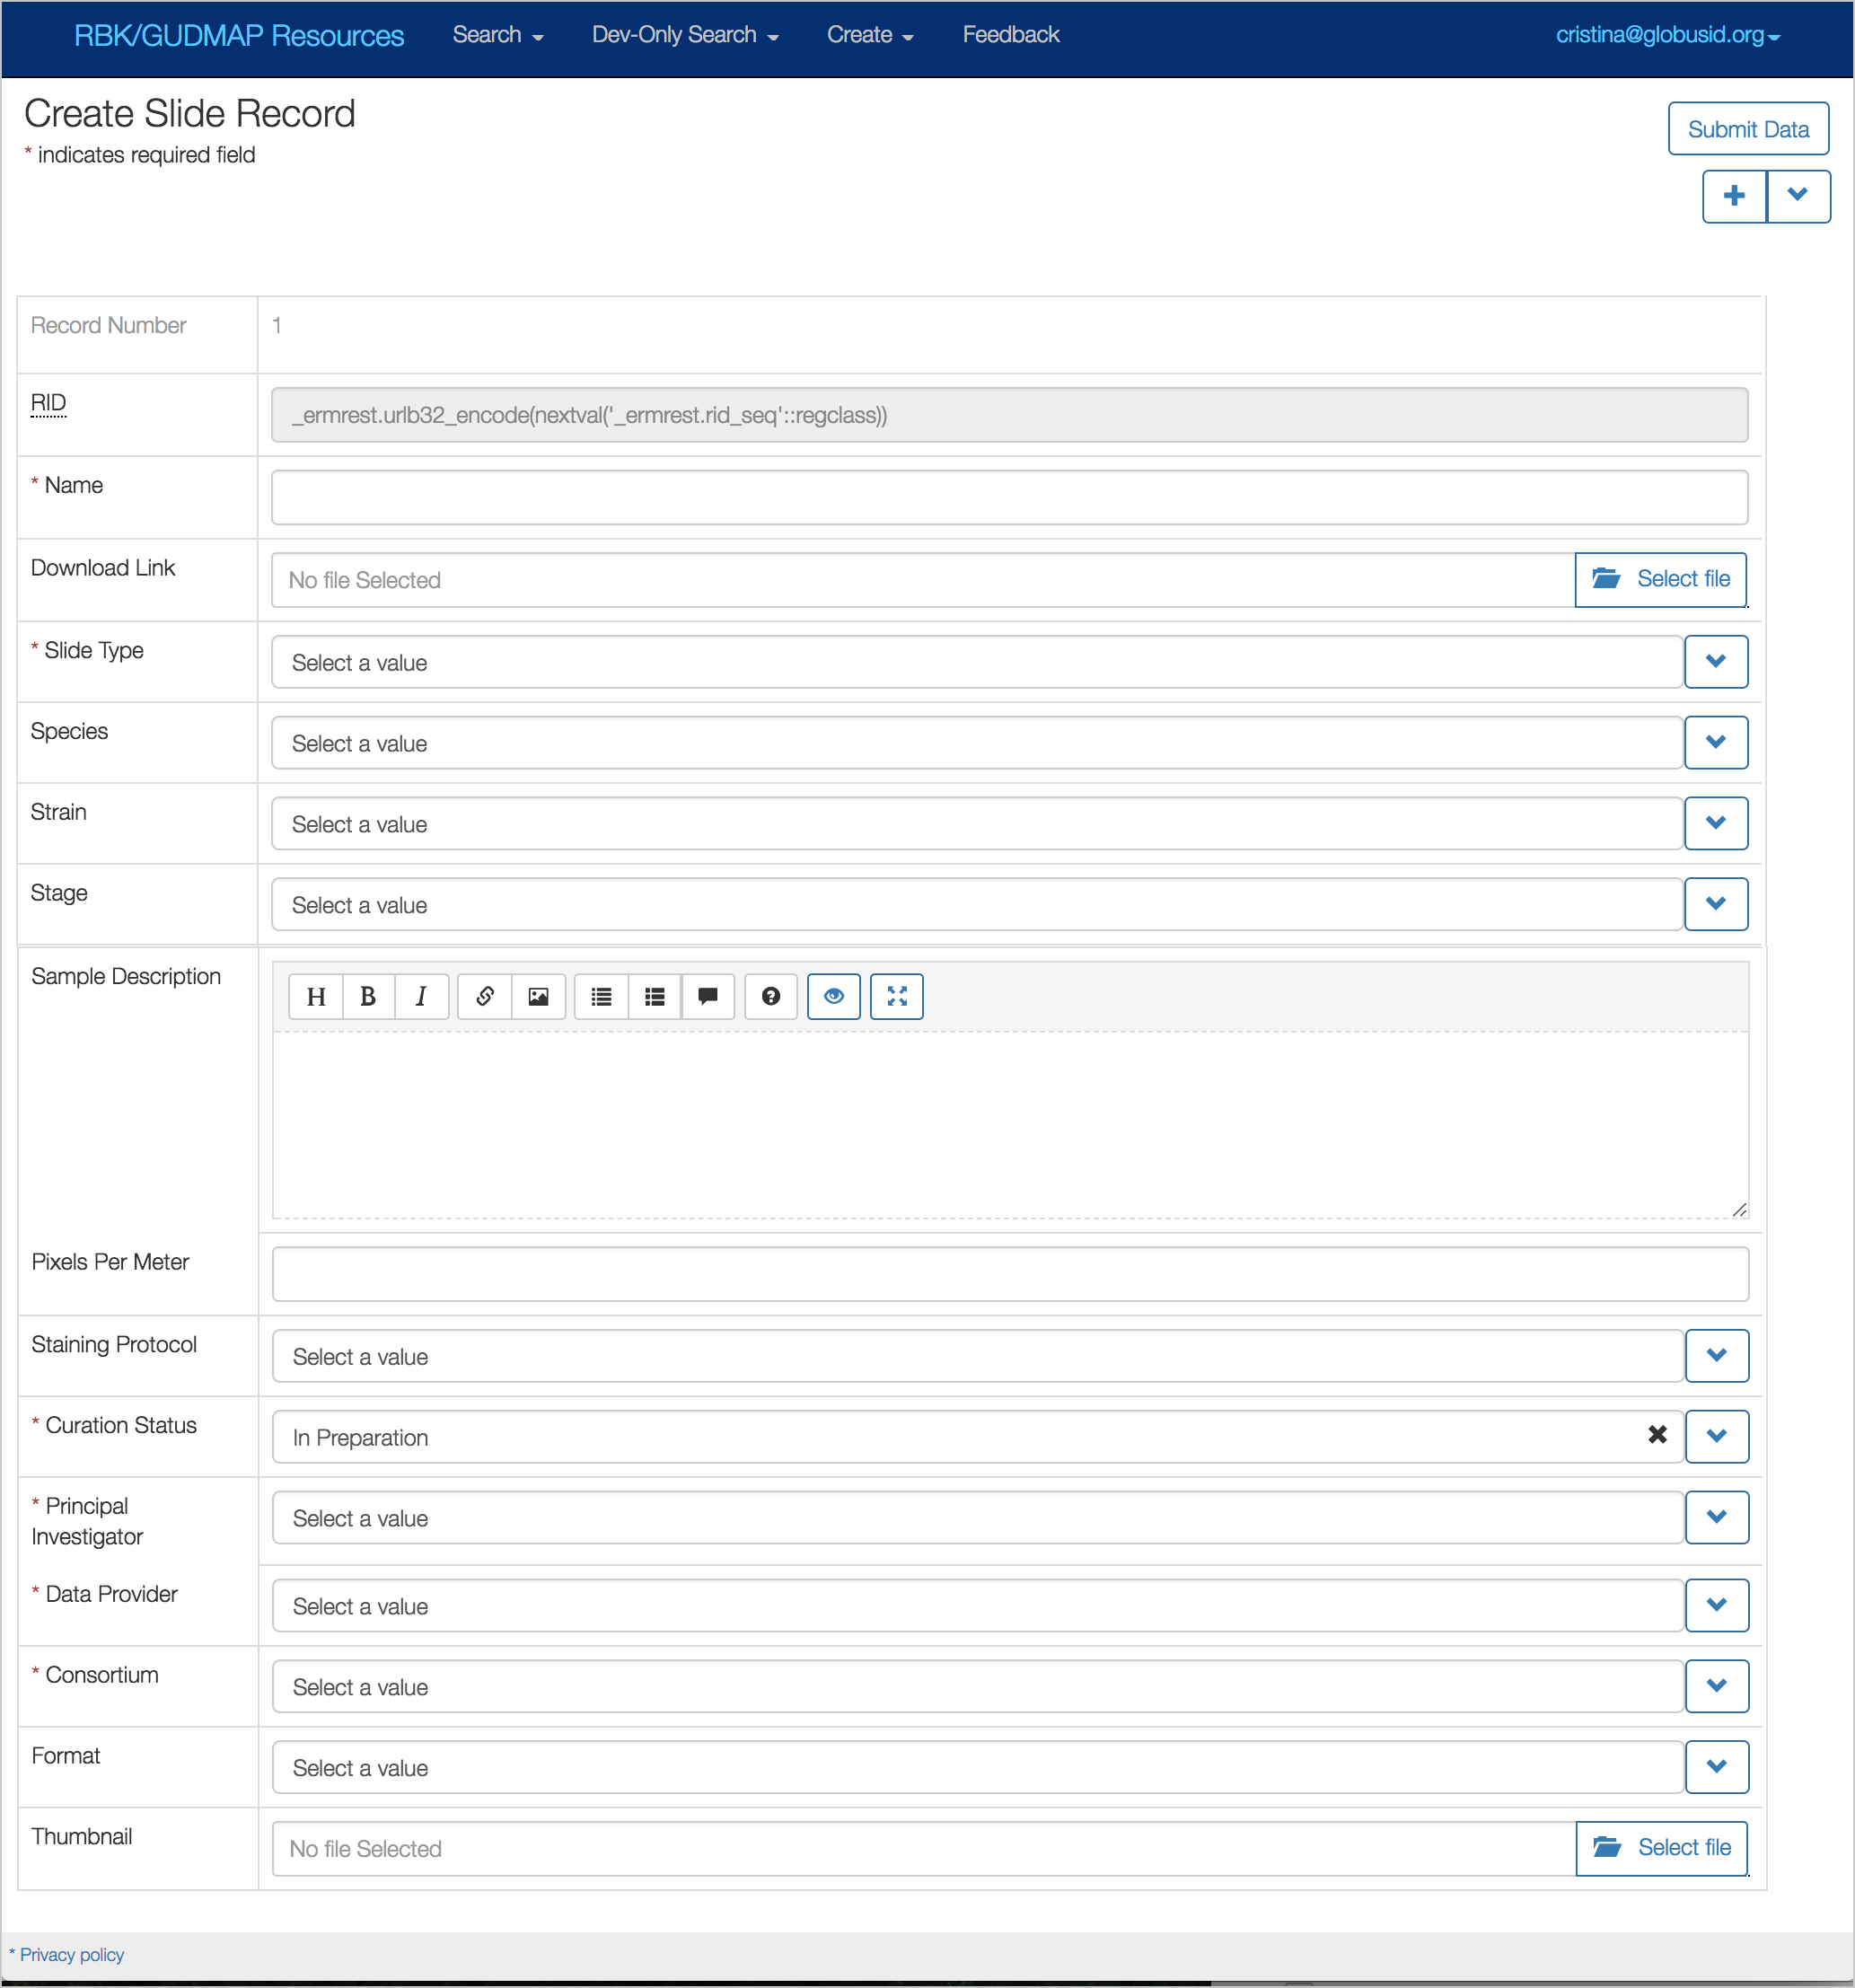 RBK/GUDMAP Resources Search Dev-Only Search Create Feedback cristina@globusid.org
Create Slide Record
* indicates required field
Submit Data
Record Number 1
RID _ermrest.urlb32_encode(nextval('_ermrest.rid_seq'::regclass))
* Name
Download Link No file Selected Select file
* Slide Type Select a value
Species Select a value
Strain Select a value
Stage Select a value
Sample Description H B I
Pixels Per Meter
Staining Protocol Select a value
* Curation Status In Preparation
* Principal Select a value
Investigator
* Data Provider Select a value
* Consortium Select a value
Format Select a value
Thumbnail No file Selected Select file
* Privacy policy